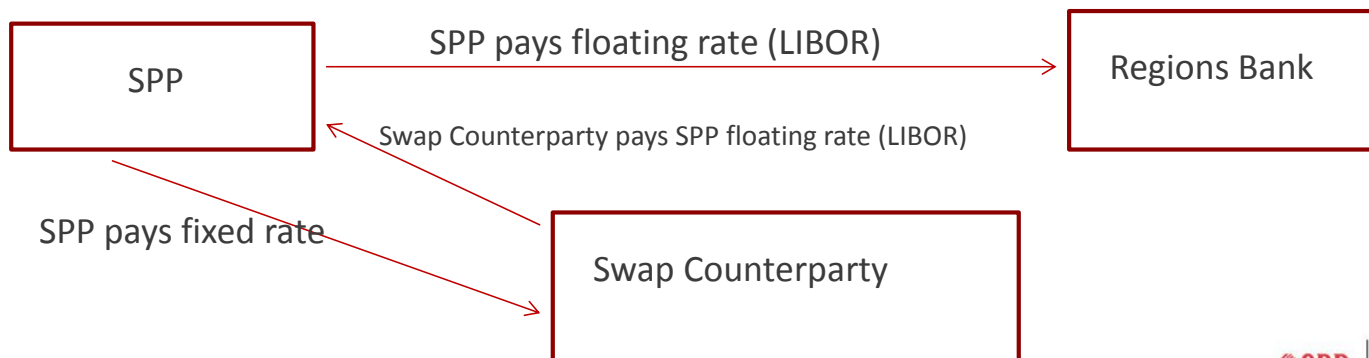 SPP pays floating rate (LIBOR)
SPP
Regions Bank
Swap Counterparty pays SPP floating rate (LIBOR)
SPP pays fixed rate
Swap Counterparty